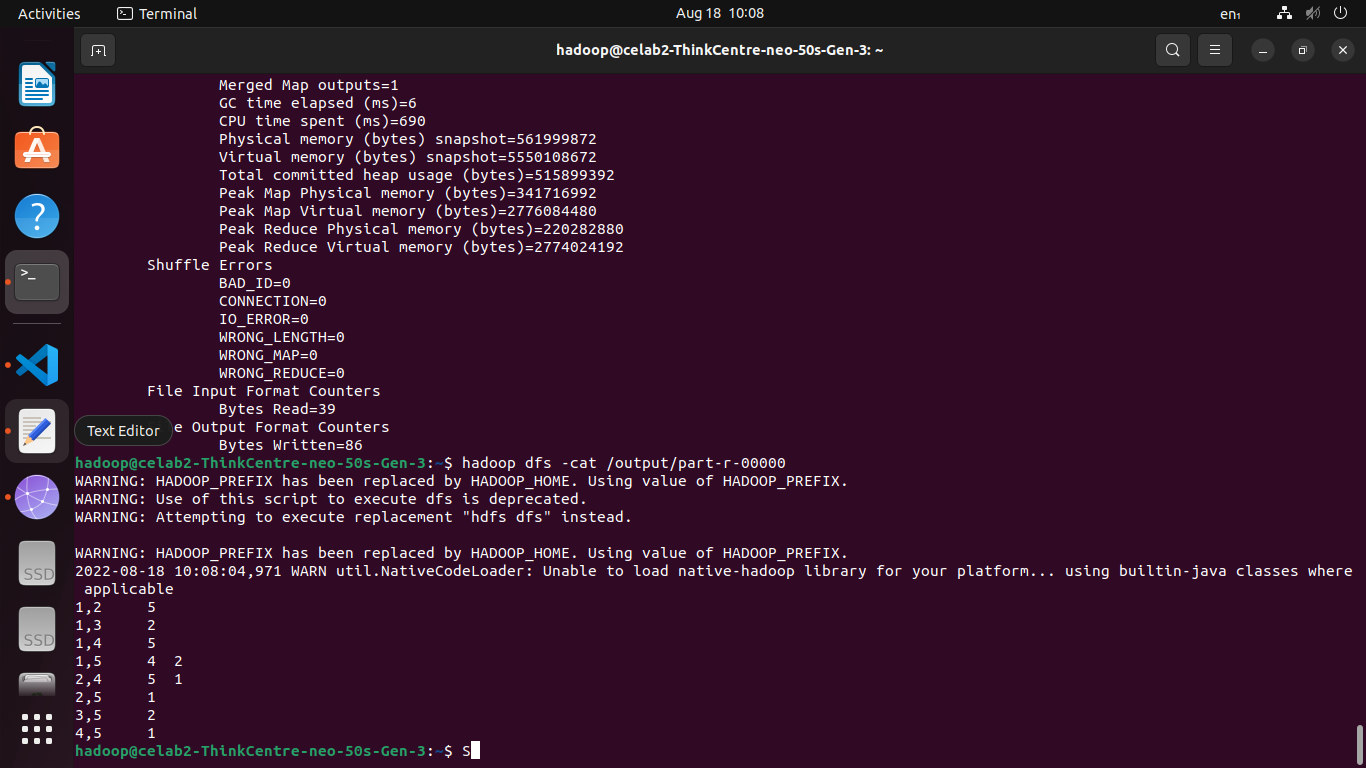 Activities Terminal Aug 18 10:08 en₁
hadoop@celab2-ThinkCentre-neo-50s-Gen-3: ~
Merged Map outputs=1
GC time elapsed (ms)=6
CPU time spent (ms)=690
Physical memory (bytes) snapshot=561999872
Virtual memory (bytes) snapshot=5550108672
Total committed heap usage (bytes)=515899392
Peak Map Physical memory (bytes)=341716992
Peak Map Virtual memory (bytes)=2776084480
Peak Reduce Physical memory (bytes)=220282880
Peak Reduce Virtual memory (bytes)=2774024192
Shuffle Errors
BAD_ID=0
CONNECTION=0
IO_ERROR=0
WRONG_LENGTH=0
WRONG_MAP=0
WRONG_REDUCE=0
File Input Format Counters
Bytes Read=39
Text Editor
e Output Format Counters
Bytes Written=86
hadoop@celab2-ThinkCentre-neo-50s-Gen-3:~$ hadoop dfs -cat /output/part-r-00000
WARNING: HADOOP_PREFIX has been replaced by HADOOP_HOME. Using value of HADOOP_PREFIX.
WARNING: Use of this script to execute dfs is deprecated.
WARNING: Attempting to execute replacement "hdfs dfs" instead.
WARNING: HADOOP_PREFIX has been replaced by HADOOP_HOME. Using value of HADOOP_PREFIX.
2022-08-18 10:08:04,971 WARN util.NativeCodeLoader: Unable to load native-hadoop library for your platform... using builtin-java classes where
applicable
1,2 5
1,3 2
1,4 5
1,5 4 2
2,4 5 1
2,5 1
3,5 2
4,5 1
hadoop@celab2-ThinkCentre-neo-50s-Gen-3:~$ S
>_
?
SSD
SSD